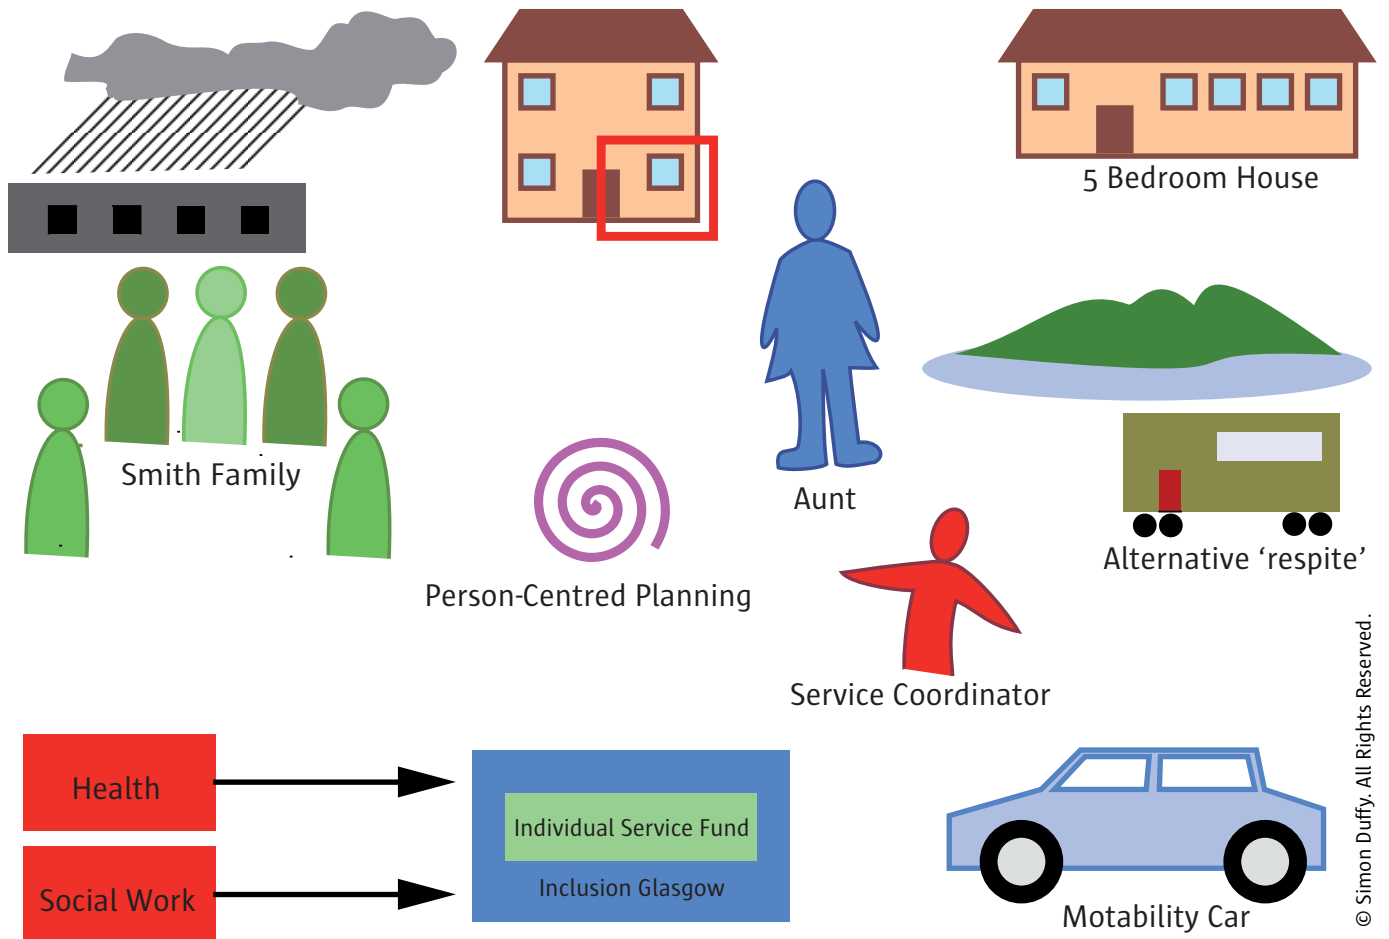 5 Bedroom House
Smith Family
Aunt
Alternative ‘respite’
Person-Centred Planning
Service Coordinator
Health
Individual Service Fund
Inclusion Glasgow
Social Work
Motability Car
© Simon Duffy. All Rights Reserved.